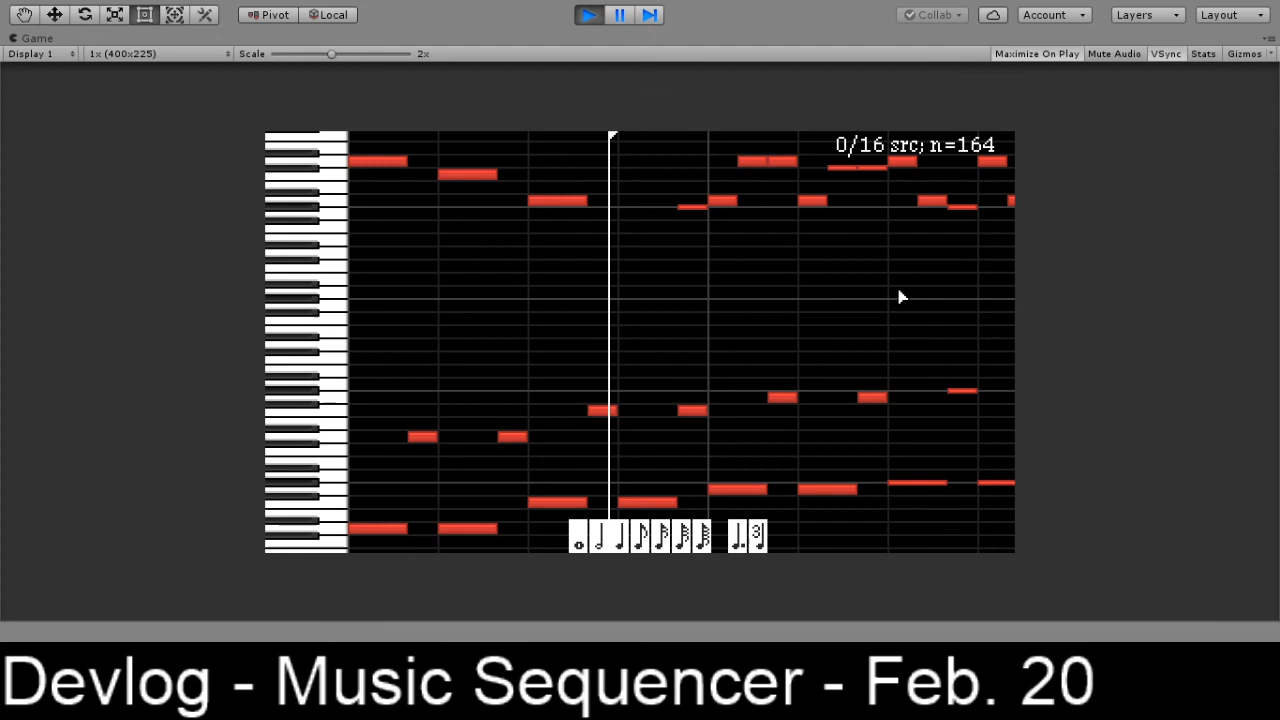 Pivot Local Collab Account Layers Layout
Game
Display 1 1x (400x225) Scale 2x Maximize On Play Mute Audio VSync Stats Gizmos
0/16 src; n=164
3
Devlog - Music Sequencer - Feb. 20